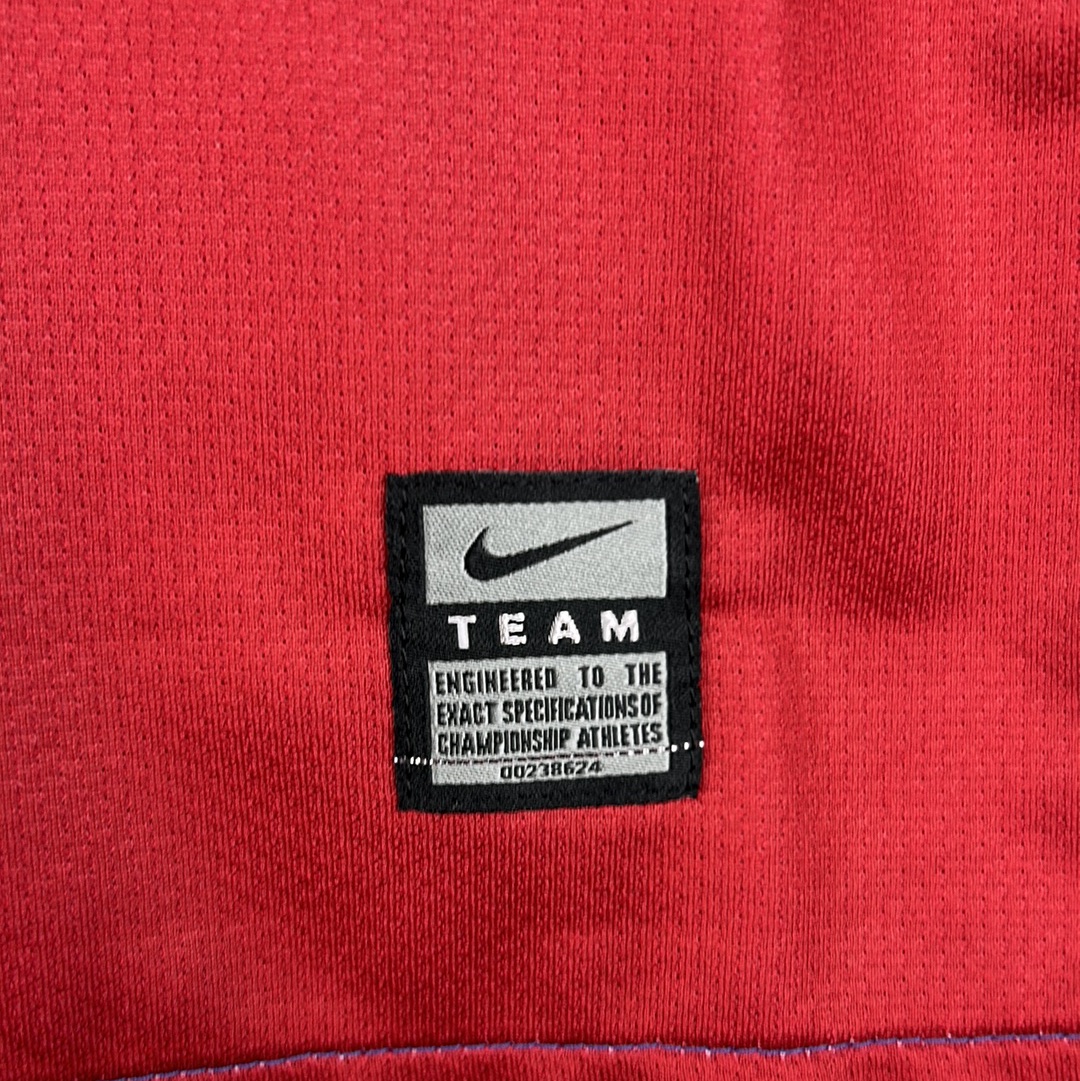 TEAM
ENGINEERED TO THE
EXACT SPECIFICATIONS OF
CHAMPIONSHIP ATHLETES
00238624